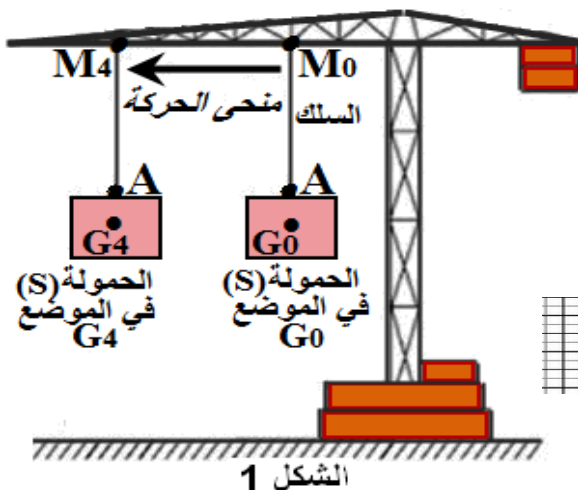 M4 M0
منحى الحركة السلك
A A
G4 G0
الحمولة (S)
في الموضع
G4
الحمولة (S)
في الموضع
G0
الشكل 1